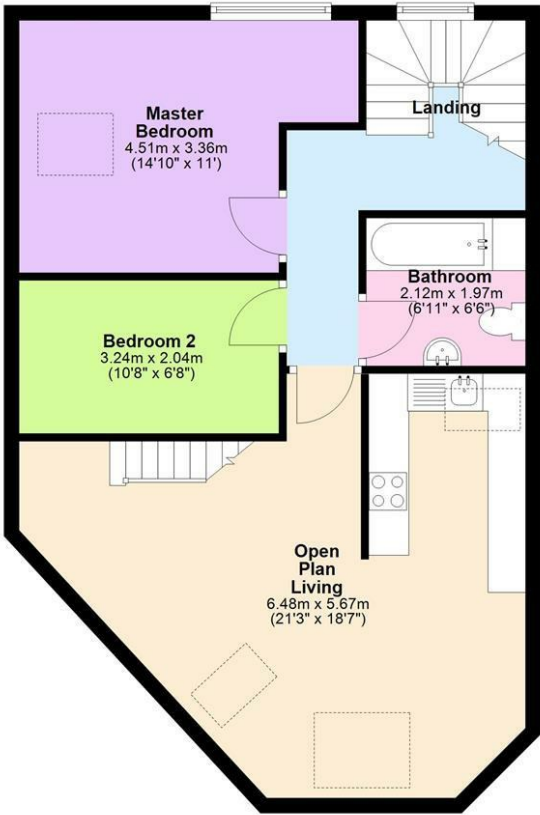 Master
Bedroom
4.51m x 3.36m
(14'10" x 11')
Landing
Bathroom
2.12m x 1.97m
(6'11" x 6'6")
Bedroom 2
3.24m x 2.04m
(10'8" x 6'8")
Open
Plan
Living
6.48m x 5.67m
(21'3" x 18'7")